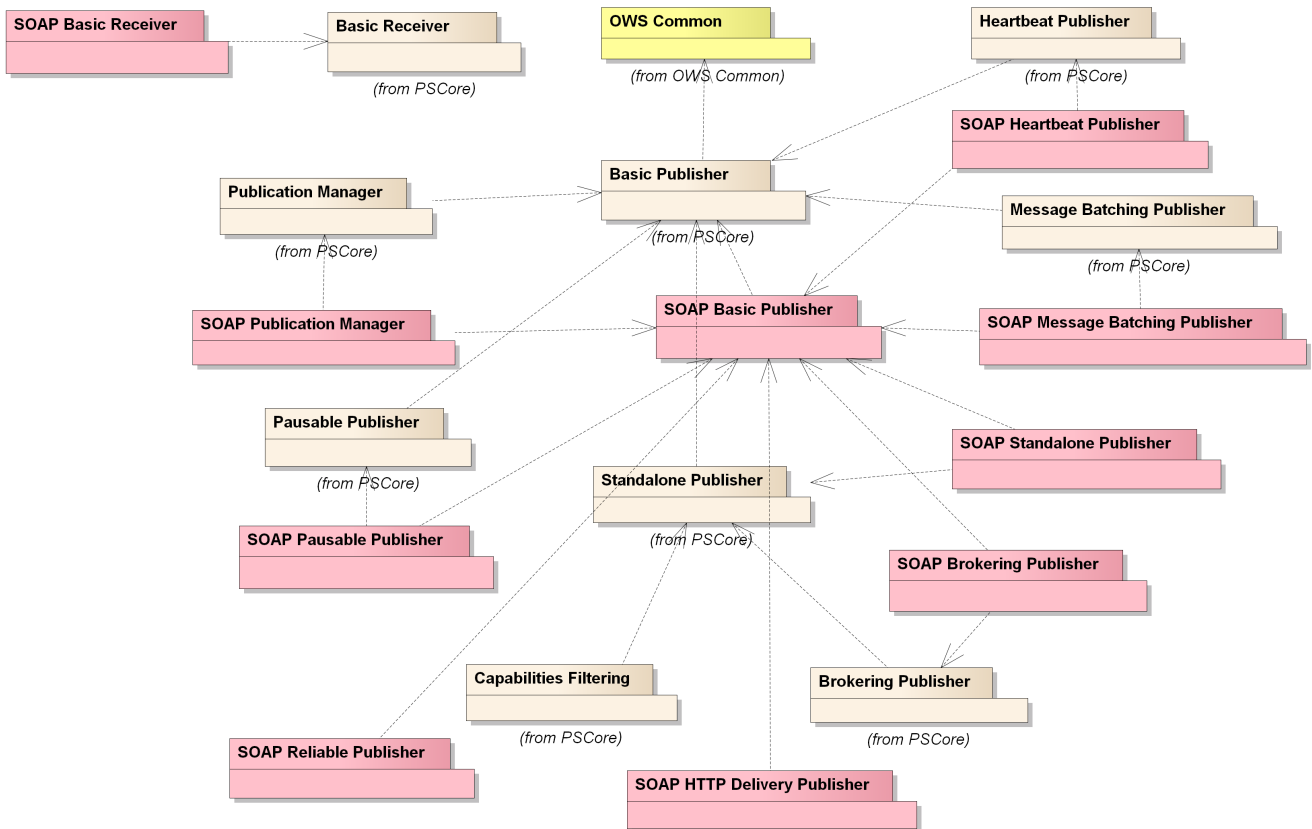 SOAP Basic Receiver
Basic Receiver
(from PSCore)
OWS Common
(from OWS Common)
Heartbeat Publisher
(from PSCore)
SOAP Heartbeat Publisher
Basic Publisher
(from PSCore)
Publication Manager
(from PSCore)
Message Batching Publisher
(from PSCore)
SOAP Publication Manager
SOAP Basic Publisher
SOAP Message Batching Publisher
Pausable Publisher
(from PSCore)
SOAP Standalone Publisher
Standalone Publisher
(from PSCore)
SOAP Pausable Publisher
SOAP Brokering Publisher
Capabilities Filtering
(from PSCore)
Brokering Publisher
(from PSCore)
SOAP Reliable Publisher
SOAP HTTP Delivery Publisher